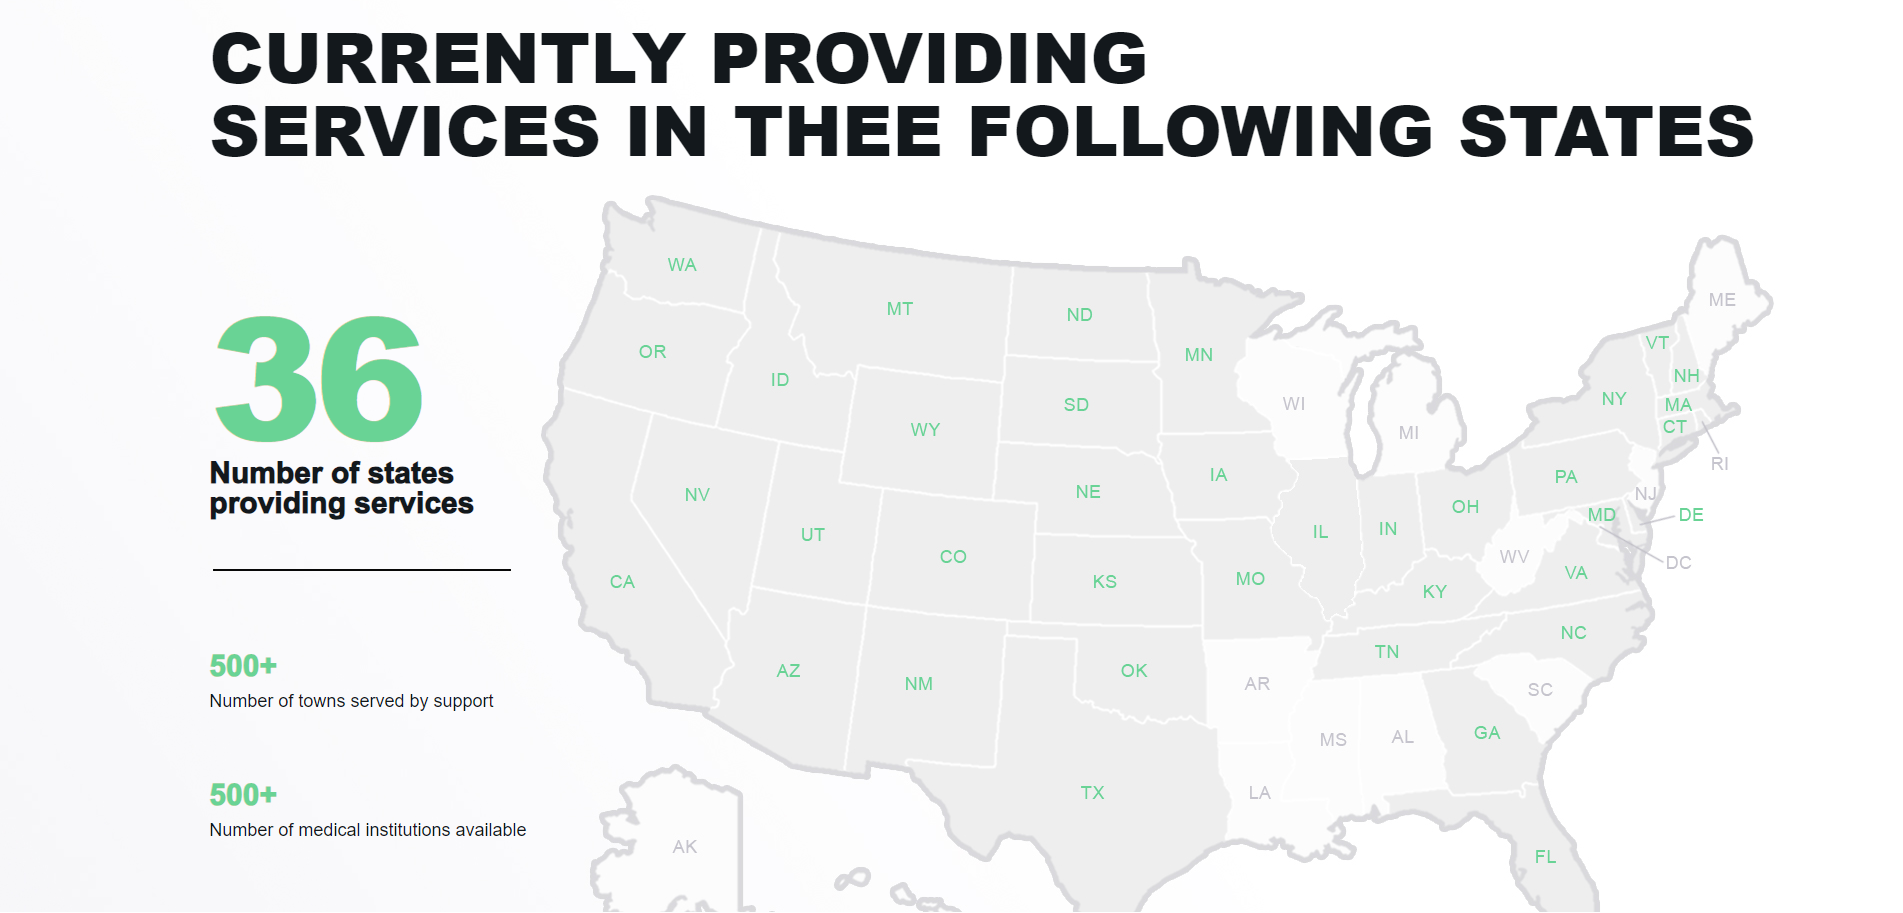 CURRENTLY PROVIDING
SERVICES IN THEE FOLLOWING STATES
36
Number of states
providing services
500+
Number of towns served by support
500+
Number of medical institutions available
WA
MT
ND
MN
OR
ID
SD
WY
WI
MI
ME
VT
NH
NY
MA
CT
RI
NV
UT
CO
NE
IA
IL
IN
OH
PA
NJ
MD
DE
DC
WV
VA
CA
KS
MO
KY
NC
TN
AZ
NM
OK
AR
SC
MS
AL
GA
TX
LA
AK
FL